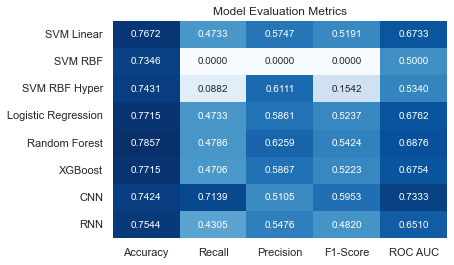 Model Evaluation Metrics
SVM Linear 0.7672 0.4733 0.5747 0.5191 0.6733
SVM RBF 0.7346 0.0000 0.0000 0.0000 0.5000
SVM RBF Hyper 0.7431 0.0882 0.6111 0.1542 0.5340
Logistic Regression 0.7715 0.4733 0.5861 0.5237 0.6762
Random Forest 0.7857 0.4786 0.6259 0.5424 0.6876
XGBoost 0.7715 0.4706 0.5867 0.5223 0.6754
CNN 0.7424 0.7139 0.5105 0.5953 0.7333
RNN 0.7544 0.4305 0.5476 0.4820 0.6510
Accuracy Recall Precision F1-Score ROC AUC